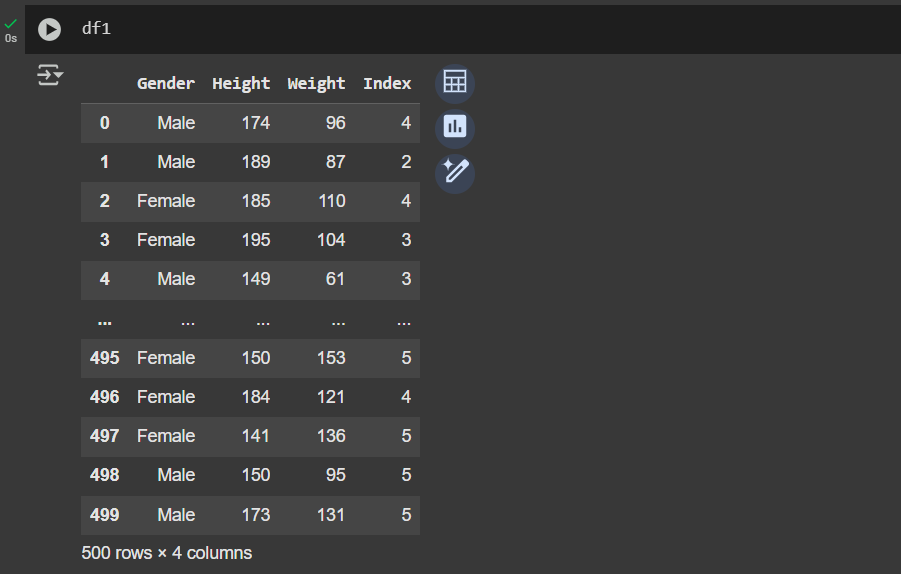 0s
df1
Gender Height Weight Index
0 Male 174 96 4
1 Male 189 87 2
2 Female 185 110 4
3 Female 195 104 3
4 Male 149 61 3
... ... ... ... ...
495 Female 150 153 5
496 Female 184 121 4
497 Female 141 136 5
498 Male 150 95 5
499 Male 173 131 5
500 rows × 4 columns